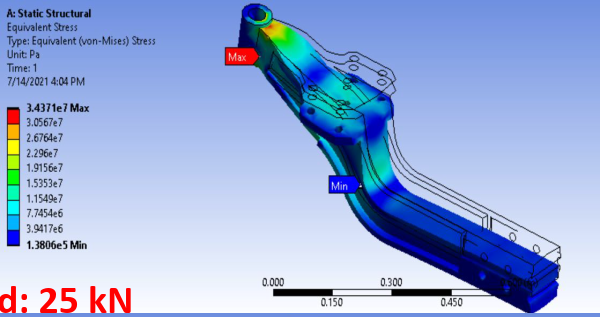 A: Static Structural
Equivalent Stress
Type: Equivalent (von-Mises) Stress
Unit: Pa
Time: 1
7/14/2021 4:04 PM
3.4371e7 Max
3.0567e7
2.6764e7
2.296e7
1.9156e7
1.5353e7
1.1549e7
7.7454e6
3.9417e6
1.3806e5 Min
Max
Min
0.000
0.300
0.150
0.450
d: 25 kN